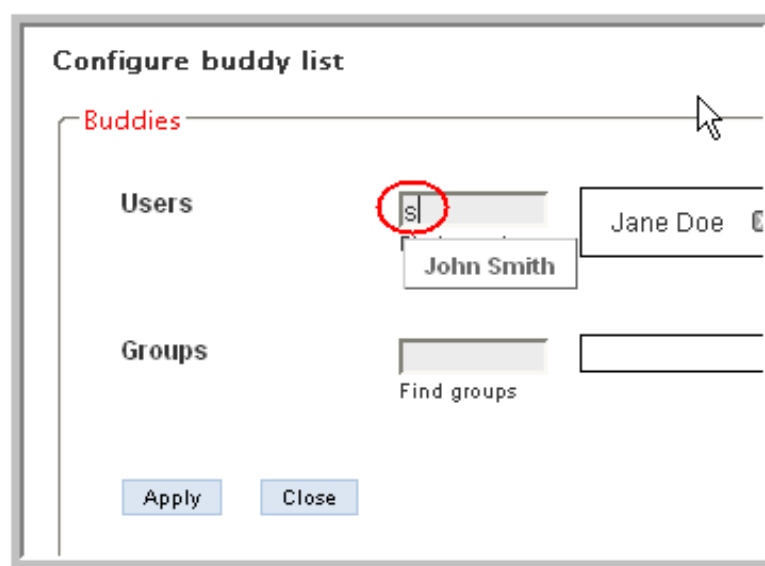 Configure buddy list
Buddies
Users
s
Jane Doe
John Smith
Groups
Find groups
Apply Close